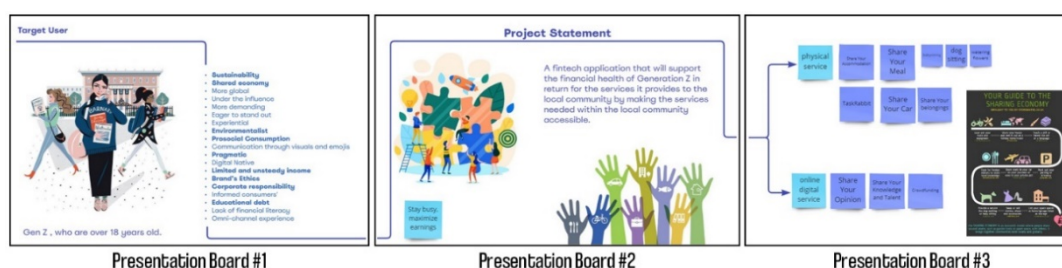 Target User
Sustainability
Shared economy
More global
Under the Influence
More demanding
Eager to stand out
Experiential
Environmentalist
Prosocial Consumption
Communication through visuals and emojis
Pragmatic
Digital Native
Limited and unsteady income
Brand's Ethics
Corporate responsibility
Informed consumers'
Educational debt
Lack of financial literacy
Omni-channel experience
Gen Z , who are over 18 years old.
Presentation Board #1
Project Statement
A fintech application that will support
the financial health of Generation Z in
return for the services it provides to
the local community by making the services
needed within the local community
accessible.
Stay busy,
maximize
earnings
Presentation Board #2
physical
service
Share
Your
Meal
dog
sitting
TaskRabbit
Share
Your Car
Share Your
belongings
online
digital
service
Share
Your
Opinion
Share Your
Knowledge
and Talent
Crowdfunding
YOUR GUIDE TO THE
SHARING ECONOMY
Presentation Board #3